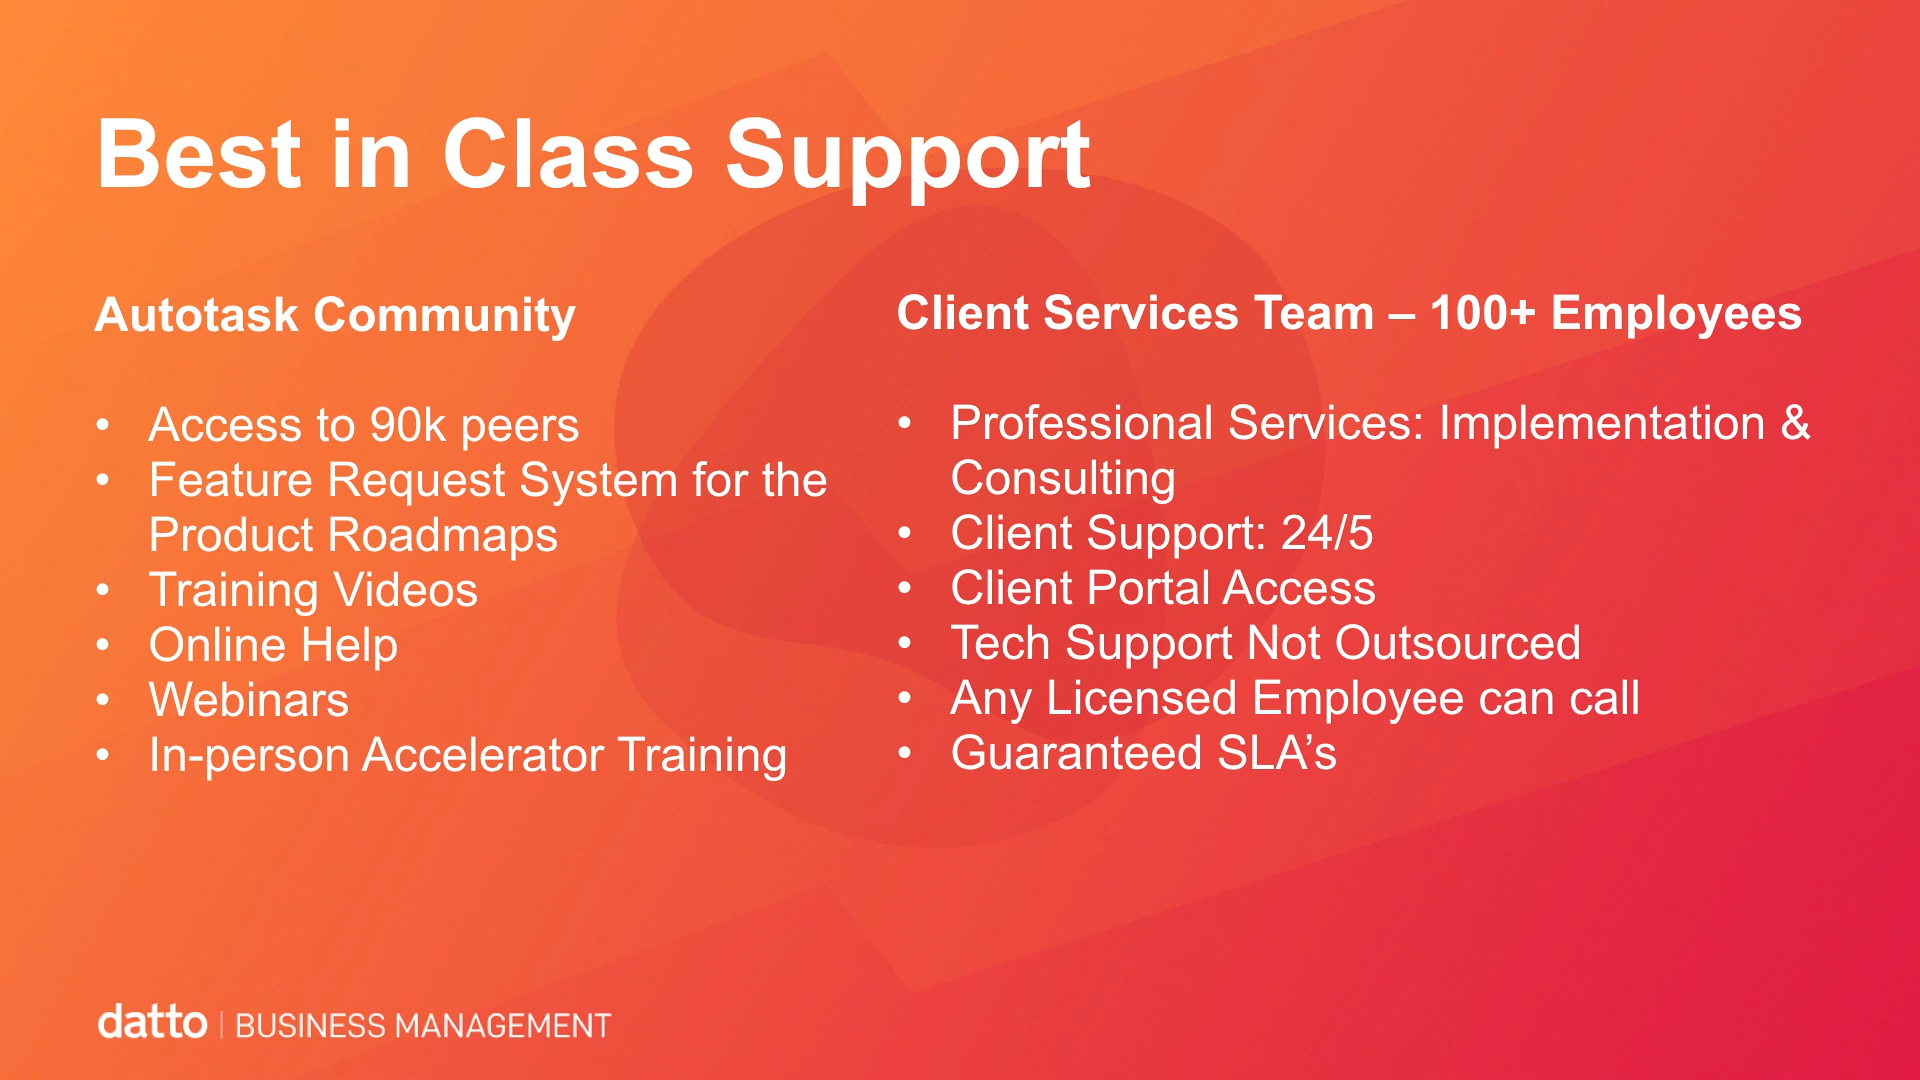 Best in Class Support
Autotask Community
• Access to 90k peers
• Feature Request System for the
Product Roadmaps
• Training Videos
• Online Help
• Webinars
• In-person Accelerator Training
Client Services Team – 100+ Employees
• Professional Services: Implementation &
Consulting
• Client Support: 24/5
• Client Portal Access
• Tech Support Not Outsourced
• Any Licensed Employee can call
• Guaranteed SLA’s
datto | BUSINESS MANAGEMENT